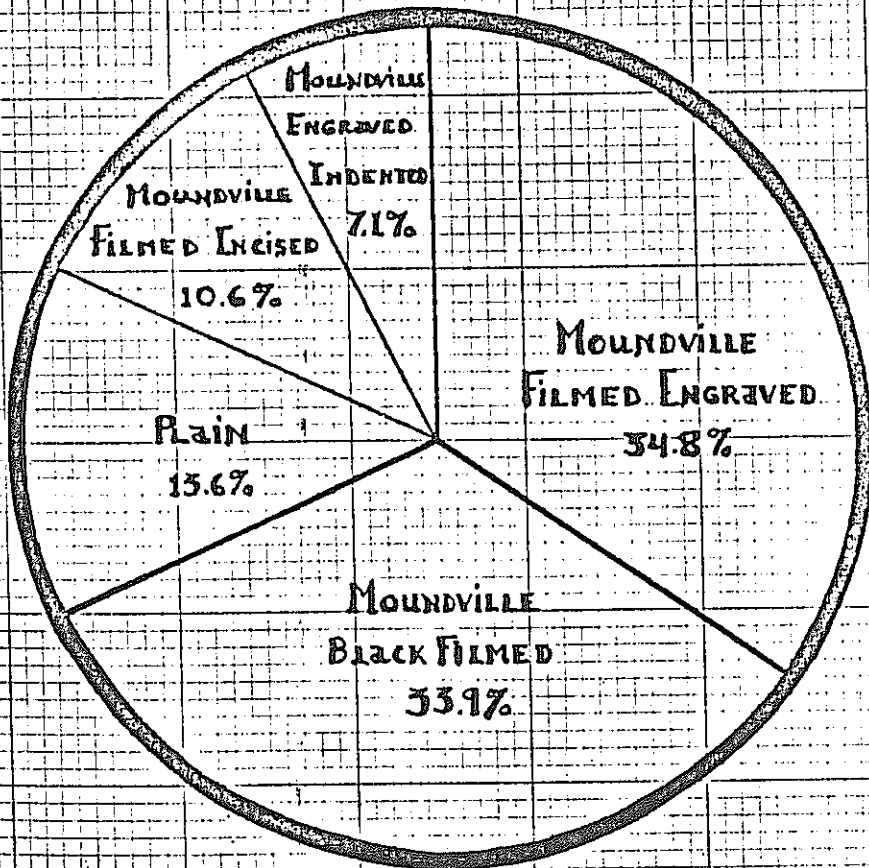 MOUNDVILLE
ENGRAVED
INDENTED
7.1%
MOUNDVILLE
FILMED INCISED
10.6%
MOUNDVILLE
FILMED ENGRAVED
34.8%
PLAIN
13.6%
MOUNDVILLE
BLACK FILMED
33.9%